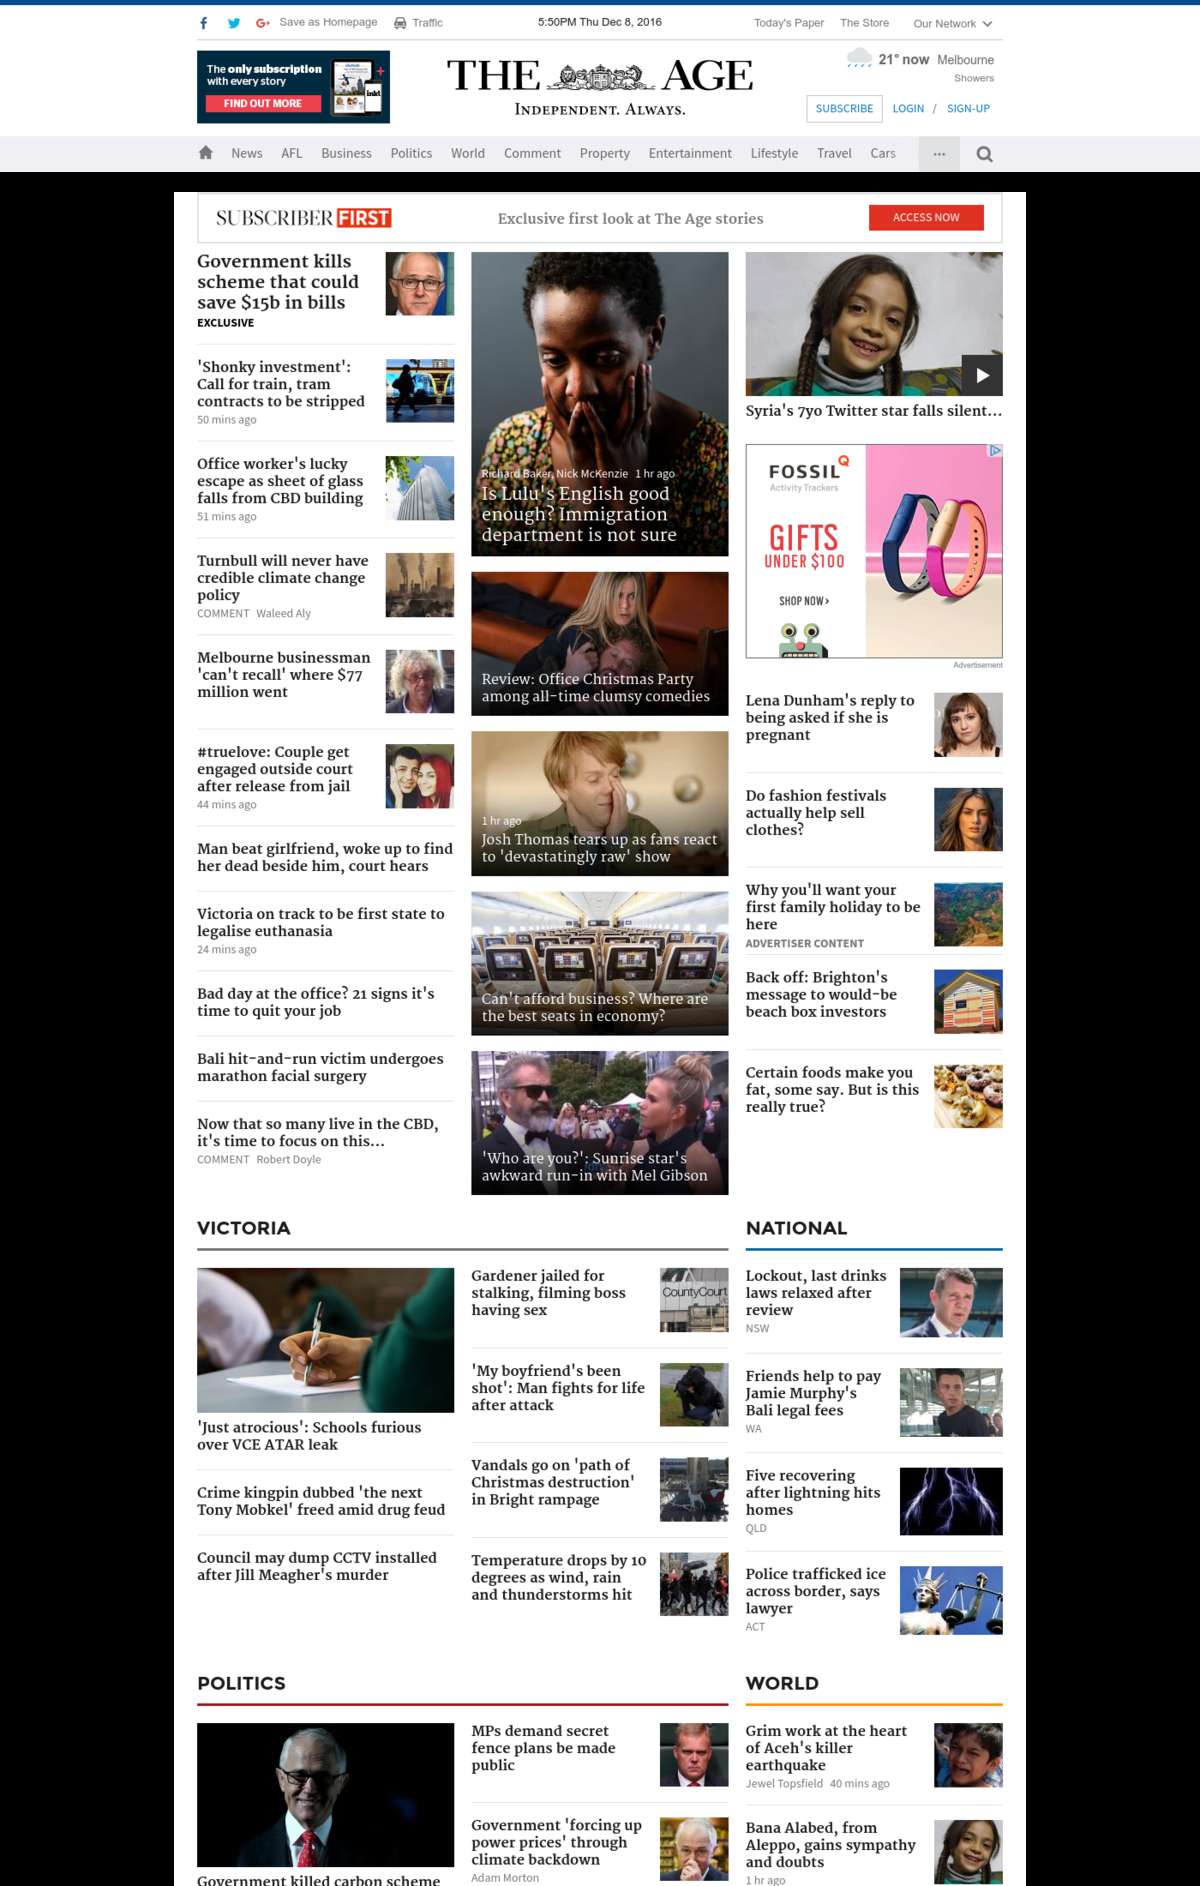 Save as Homepage
Traffic
5:50PM Thu Dec 8, 2016
Today's Paper
The Store
Our Network
The only subscription
with every story
FIND OUT MORE
THE AGE
INDEPENDENT. ALWAYS.
21° now Melbourne
Showers
SUBSCRIBE
LOGIN / SIGN-UP
News
AFL
Business
Politics
World
Comment
Property
Entertainment
Lifestyle
Travel
Cars
...
SUBSCRIBER FIRST
Exclusive first look at The Age stories
ACCESS NOW
Government kills
scheme that could
save $15b in bills
EXCLUSIVE
'Shonky investment':
Call for train, tram
contracts to be stripped
50 mins ago
Office worker's lucky
escape as sheet of glass
falls from CBD building
51 mins ago
Turnbull will never have
credible climate change
policy
COMMENT Waleed Aly
Melbourne businessman
'can't recall' where $77
million went
#truelove: Couple get
engaged outside court
after release from jail
44 mins ago
Man beat girlfriend, woke up to find
her dead beside him, court hears
Victoria on track to be first state to
legalise euthanasia
24 mins ago
Bad day at the office? 21 signs it's
time to quit your job
Bali hit-and-run victim undergoes
marathon facial surgery
Now that so many live in the CBD,
it's time to focus on this...
COMMENT Robert Doyle
Richard Baker, Nick McKenzie 1 hr ago
Is Lulu's English good
enough? Immigration
department is not sure
Review: Office Christmas Party
among all-time clumsy comedies
1 hr ago
Josh Thomas tears up as fans react
to 'devastatingly raw' show
Can't afford business? Where are
the best seats in economy?
'Who are you?': Sunrise star's
awkward run-in with Mel Gibson
Syria's 7yo Twitter star falls silent...
FOSSIL Q
Activity Trackers
GIFTS
UNDER $100
SHOP NOW›
Advertisement
Lena Dunham's reply to
being asked if she is
pregnant
Do fashion festivals
actually help sell
clothes?
Why you'll want your
first family holiday to be
here
ADVERTISER CONTENT
Back off: Brighton's
message to would-be
beach box investors
Certain foods make you
fat, some say. But is this
really true?
VICTORIA
'Just atrocious': Schools furious
over VCE ATAR leak
Crime kingpin dubbed 'the next
Tony Mobkel' freed amid drug feud
Council may dump CCTV installed
after Jill Meagher's murder
Gardener jailed for
stalking, filming boss
having sex
County Court
'My boyfriend's been
shot': Man fights for life
after attack
Vandals go on 'path of
Christmas destruction'
in Bright rampage
Temperature drops by 10
degrees as wind, rain
and thunderstorms hit
NATIONAL
Lockout, last drinks
laws relaxed after
review
NSW
Friends help to pay
Jamie Murphy's
Bali legal fees
WA
Five recovering
after lightning hits
homes
QLD
Police trafficked ice
across border, says
lawyer
ACT
POLITICS
Government killed carbon scheme
MPs demand secret
fence plans be made
public
Government 'forcing up
power prices' through
climate backdown
Adam Morton
WORLD
Grim work at the heart
of Aceh's killer
earthquake
Jewel Topsfield 40 mins ago
Bana Alabed, from
Aleppo, gains sympathy
and doubts
1 hr ago